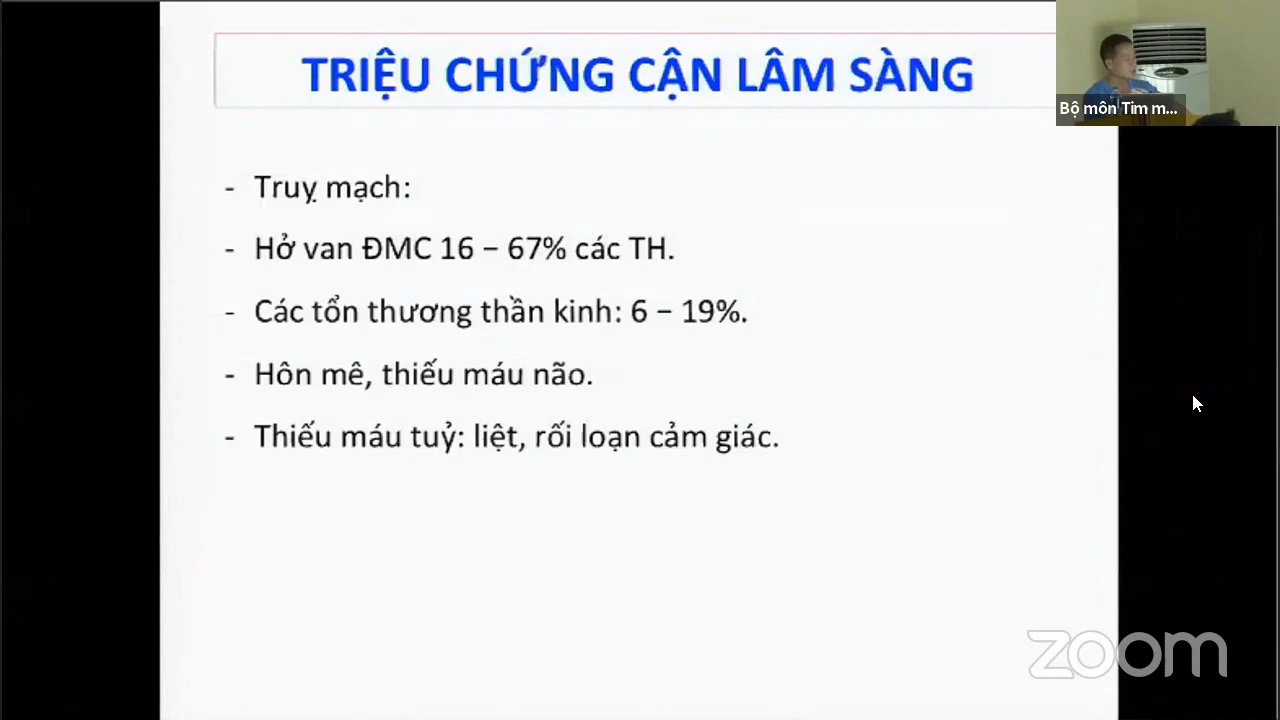 TRIỆU CHỨNG CẬN LÂM SÀNG
Bộ môn Tim m...
- Truỵ mạch:
- Hở van ĐMC 16 – 67% các TH.
- Các tổn thương thần kinh: 6 – 19%.
- Hôn mê, thiếu máu não.
- Thiếu máu tuỷ: liệt, rối loạn cảm giác.
zoom